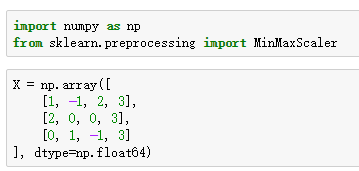 import numpy as np
from sklearn.preprocessing import MinMaxScaler
X = np.array([
    [1, -1, 2, 3],
    [2, 0, 0, 3],
    [0, 1, -1, 3]
], dtype=np.float64)